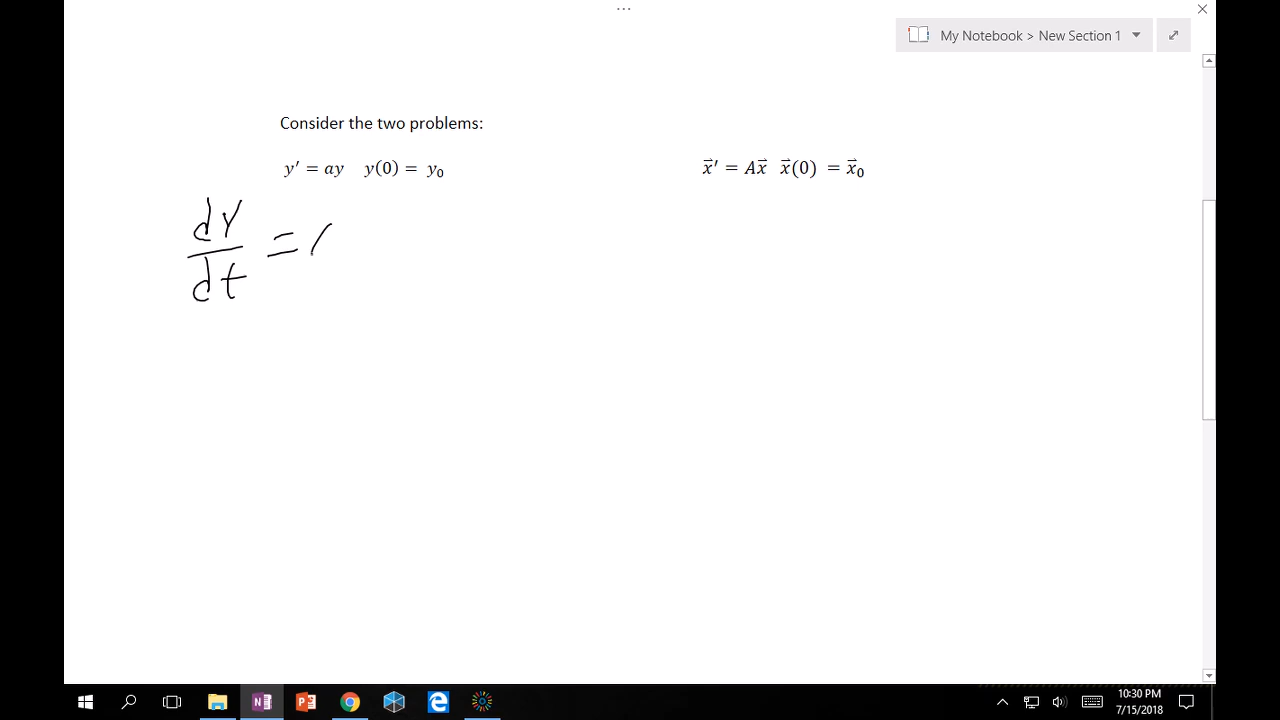 ...
My Notebook > New Section 1
Consider the two problems:
y′ = ay y(0) = y₀
x⃗′ = Ax⃗ x⃗(0) = x⃗₀
dy
dt
=
10:30 PM
7/15/2018